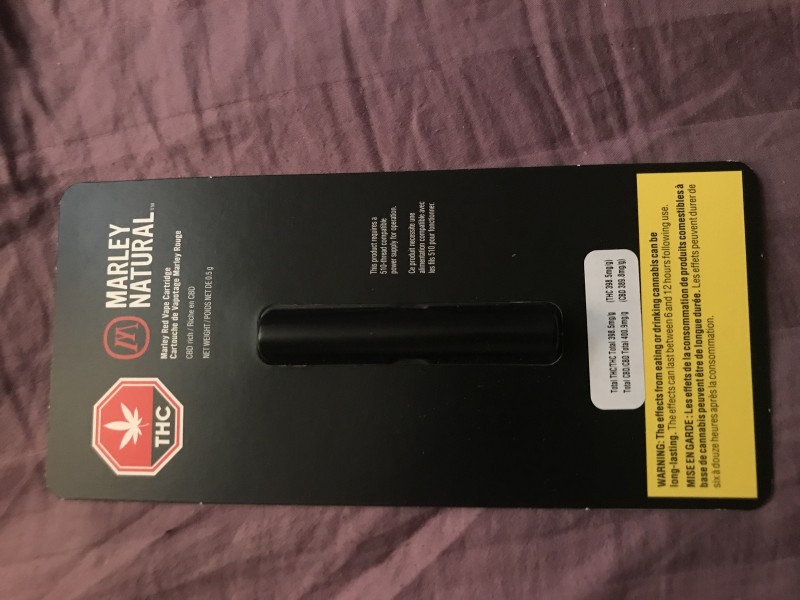 MARLEY
NATURAL™
Marley Red Vape Cartridge
Cartouche de Vapotage Marley Rouge
CBD rich / Riche en CBD
NET WEIGHT / POIDS NET DE 0.5 g
THC
This product requires a
510-thread compatible
power supply for operation.
Ce produit necessite une
alimentation compatible avec
les fils 510 pour fonctionner.
Total THC/THC Total 398.5mg/g (THC 398.5mg/g)
Total CBD/CBD Total 400.9mg/g (CBD 389.8mg/g)
WARNING: The effects from eating or drinking cannabis can be
long-lasting. The effects can last between 6 and 12 hours following use.
MISE EN GARDE : Les effets de la consommation de produits comestibles à
base de cannabis peuvent être de longue durée. Les effets peuvent durer de
six à douze heures après la consommation.